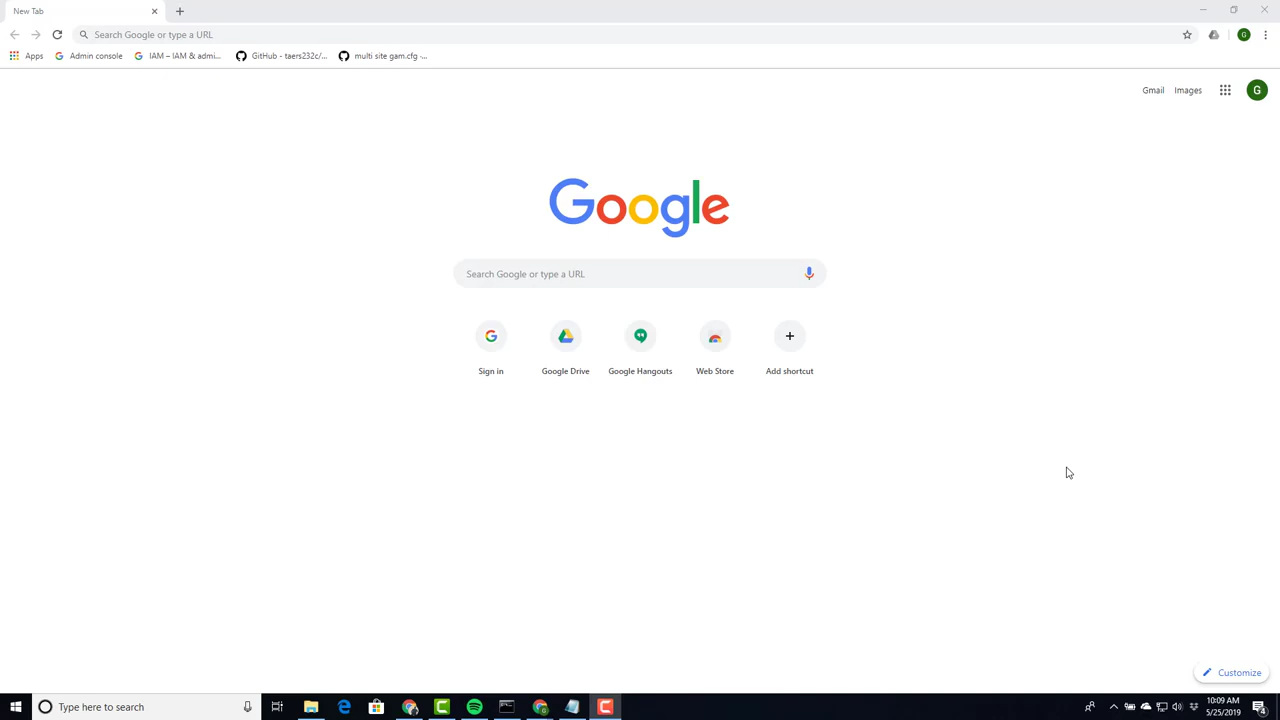 New Tab
Search Google or type a URL
G
Apps
Admin console
IAM – IAM & admi...
GitHub - taers232c/...
multi site gam.cfg -...
Gmail
Images
G
Google
Search Google or type a URL
Sign in
Google Drive
Google Hangouts
Web Store
Add shortcut
Customize
Type here to search
10:09 AM
5/25/2019
4